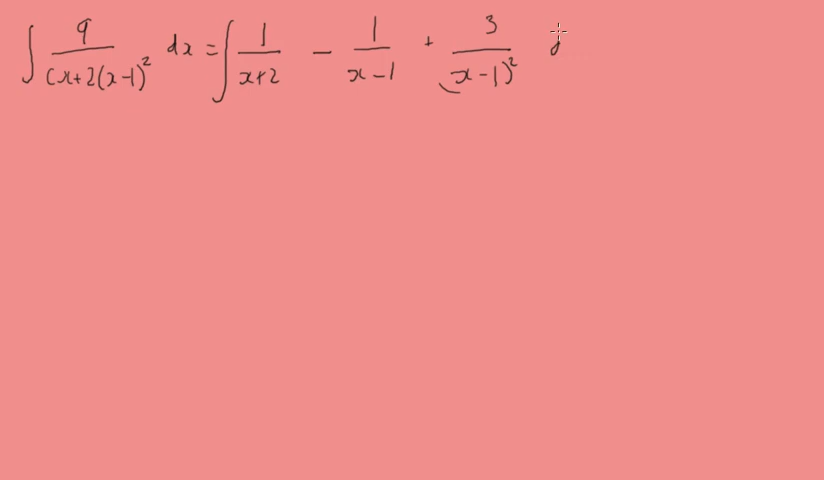 ∫ 9/(x+2(x-1)² dx = ∫ 1/x+2 - 1/x-1 + 3/(x-1)²